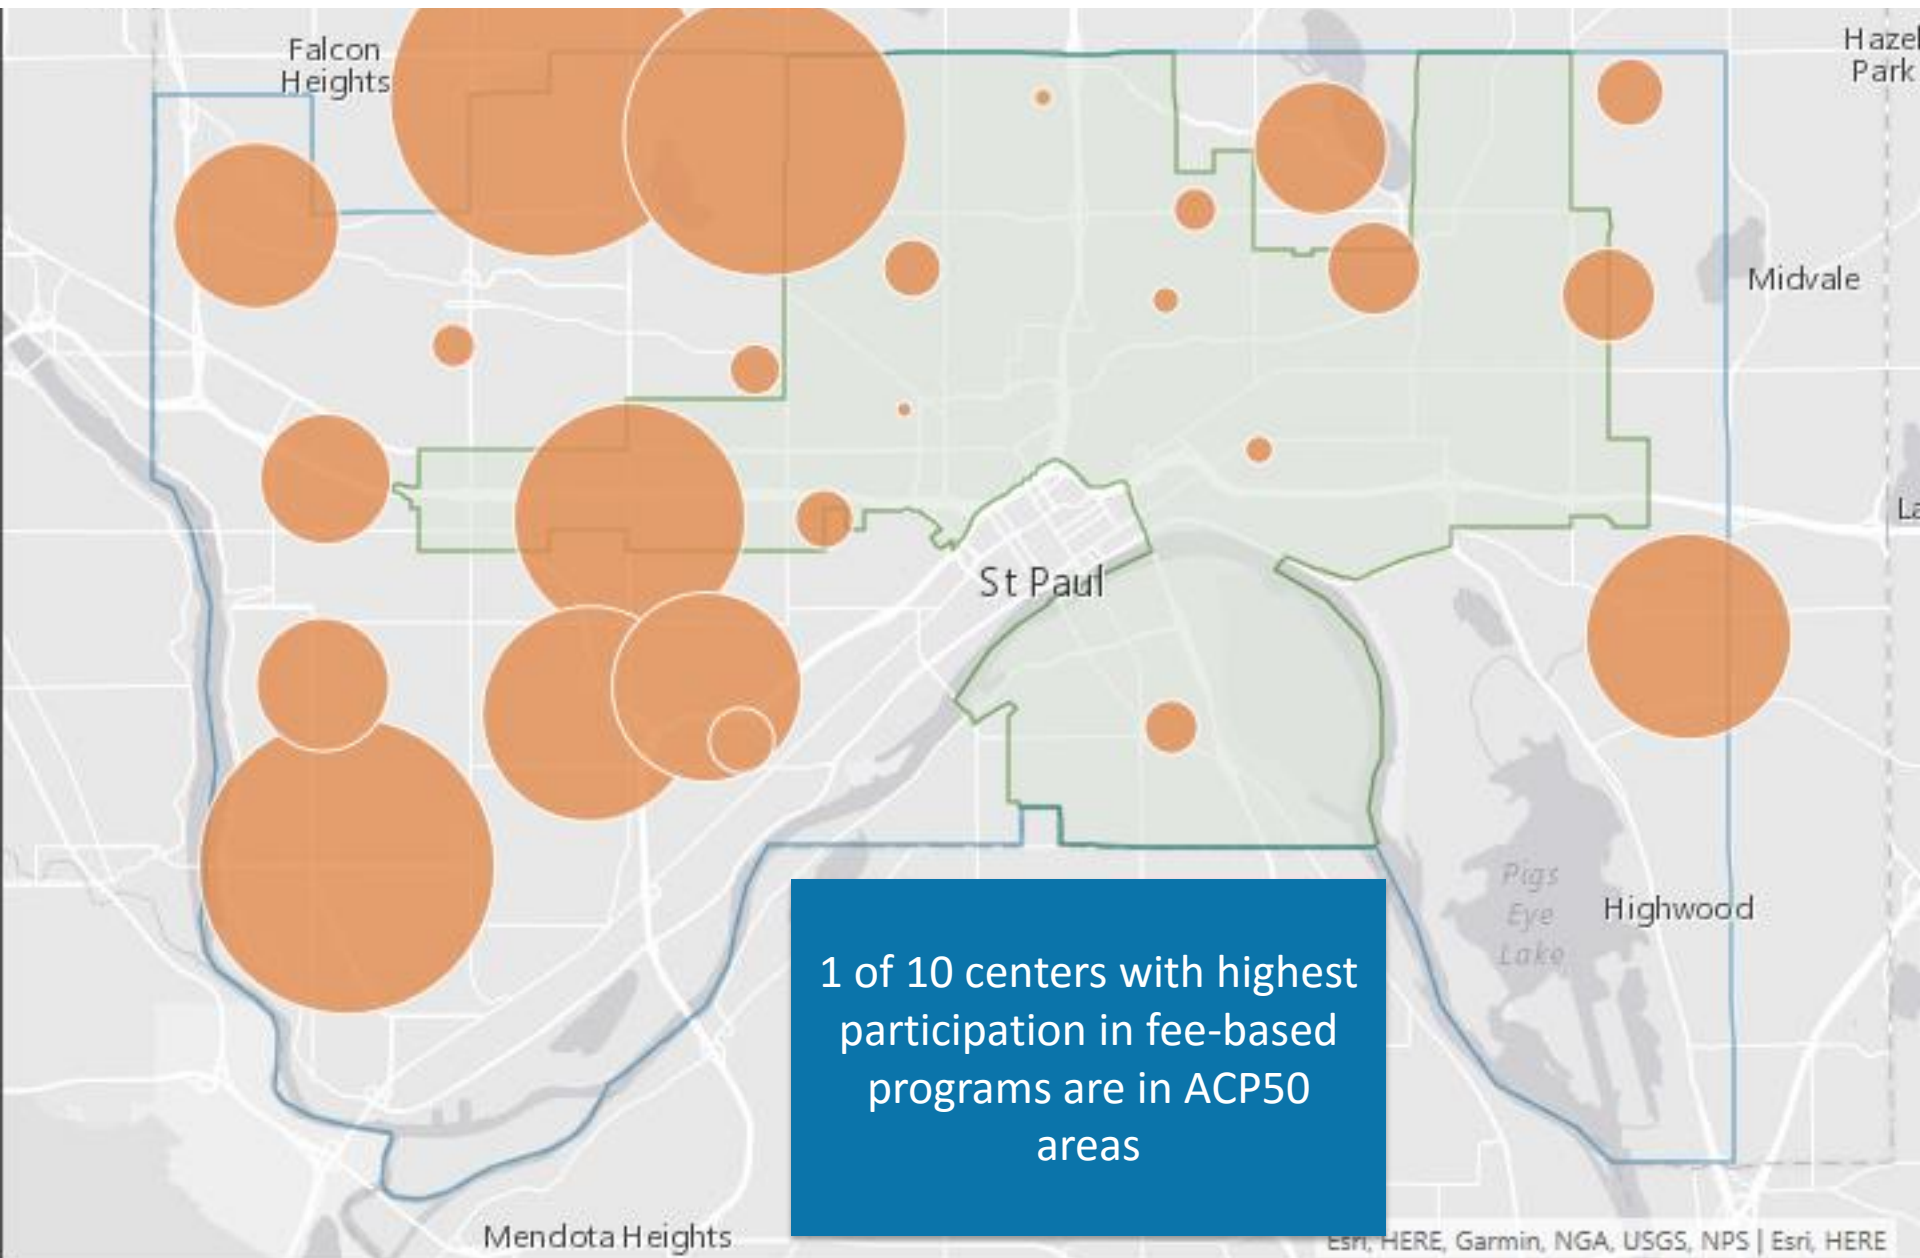 Falcon
Heights
Hazel
Park
Midvale
La
St Paul
Pigs
Eye
Lake
Highwood
1 of 10 centers with highest
participation in fee-based
programs are in ACP50
areas
Mendota Heights
Esri, HERE, Garmin, NGA, USGS, NPS | Esri, HERE